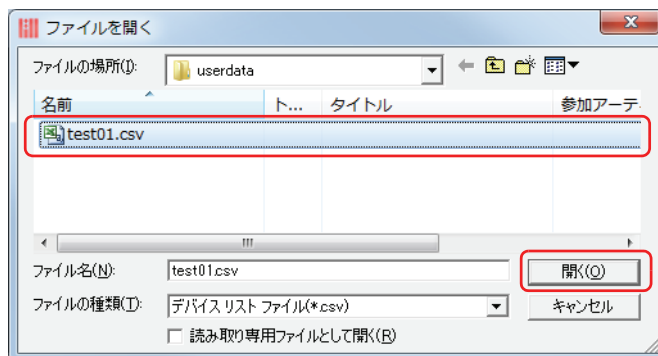 ファイルを開く
ファイルの場所(I): userdata
名前 ト... タイトル 参加アーテ
test01.csv
ファイル名(N): test01.csv 開く(O)
ファイルの種類(T): デバイス リスト ファイル(*.csv) キャンセル
読み取り専用ファイルとして開く(R)